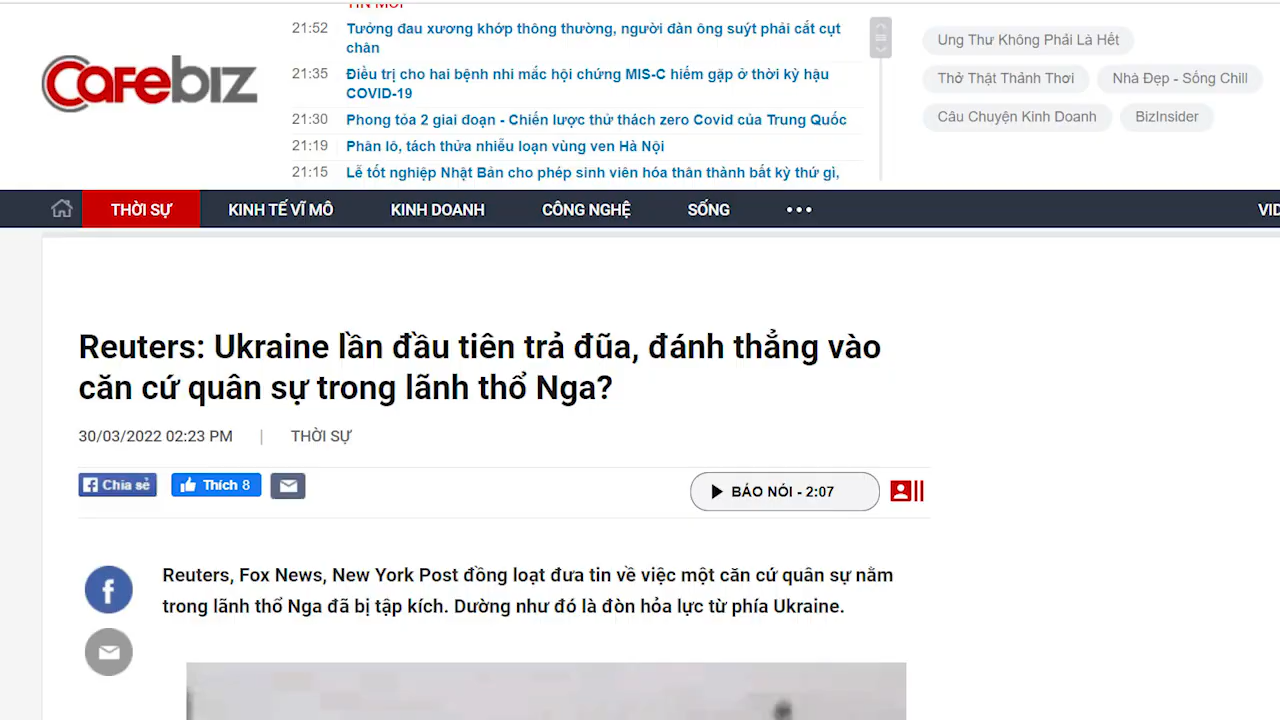 TIN MỚI
21:52 Tưởng đau xương khớp thông thường, người đàn ông suýt phải cắt cụt
chân
21:35 Điều trị cho hai bệnh nhi mắc hội chứng MIS-C hiếm gặp ở thời kỳ hậu
COVID-19
21:30 Phong tỏa 2 giai đoạn - Chiến lược thử thách zero Covid của Trung Quốc
21:19 Phân lô, tách thửa nhiễu loạn vùng ven Hà Nội
21:15 Lễ tốt nghiệp Nhật Bản cho phép sinh viên hóa thân thành bất kỳ thứ gì,
Cafebiz
Ung Thư Không Phải Là Hết
Thở Thật Thảnh Thơi Nhà Đẹp - Sống Chill
Câu Chuyện Kinh Doanh BizInsider
THỜI SỰ KINH TẾ VĨ MÔ KINH DOANH CÔNG NGHỆ SỐNG ••• VID
Reuters: Ukraine lần đầu tiên trả đũa, đánh thẳng vào
căn cứ quân sự trong lãnh thổ Nga?
30/03/2022 02:23 PM | THỜI SỰ
Chia sẻ Thích 8
BÁO NÓI - 2:07
Reuters, Fox News, New York Post đồng loạt đưa tin về việc một căn cứ quân sự nằm
trong lãnh thổ Nga đã bị tập kích. Dường như đó là đòn hỏa lực từ phía Ukraine.